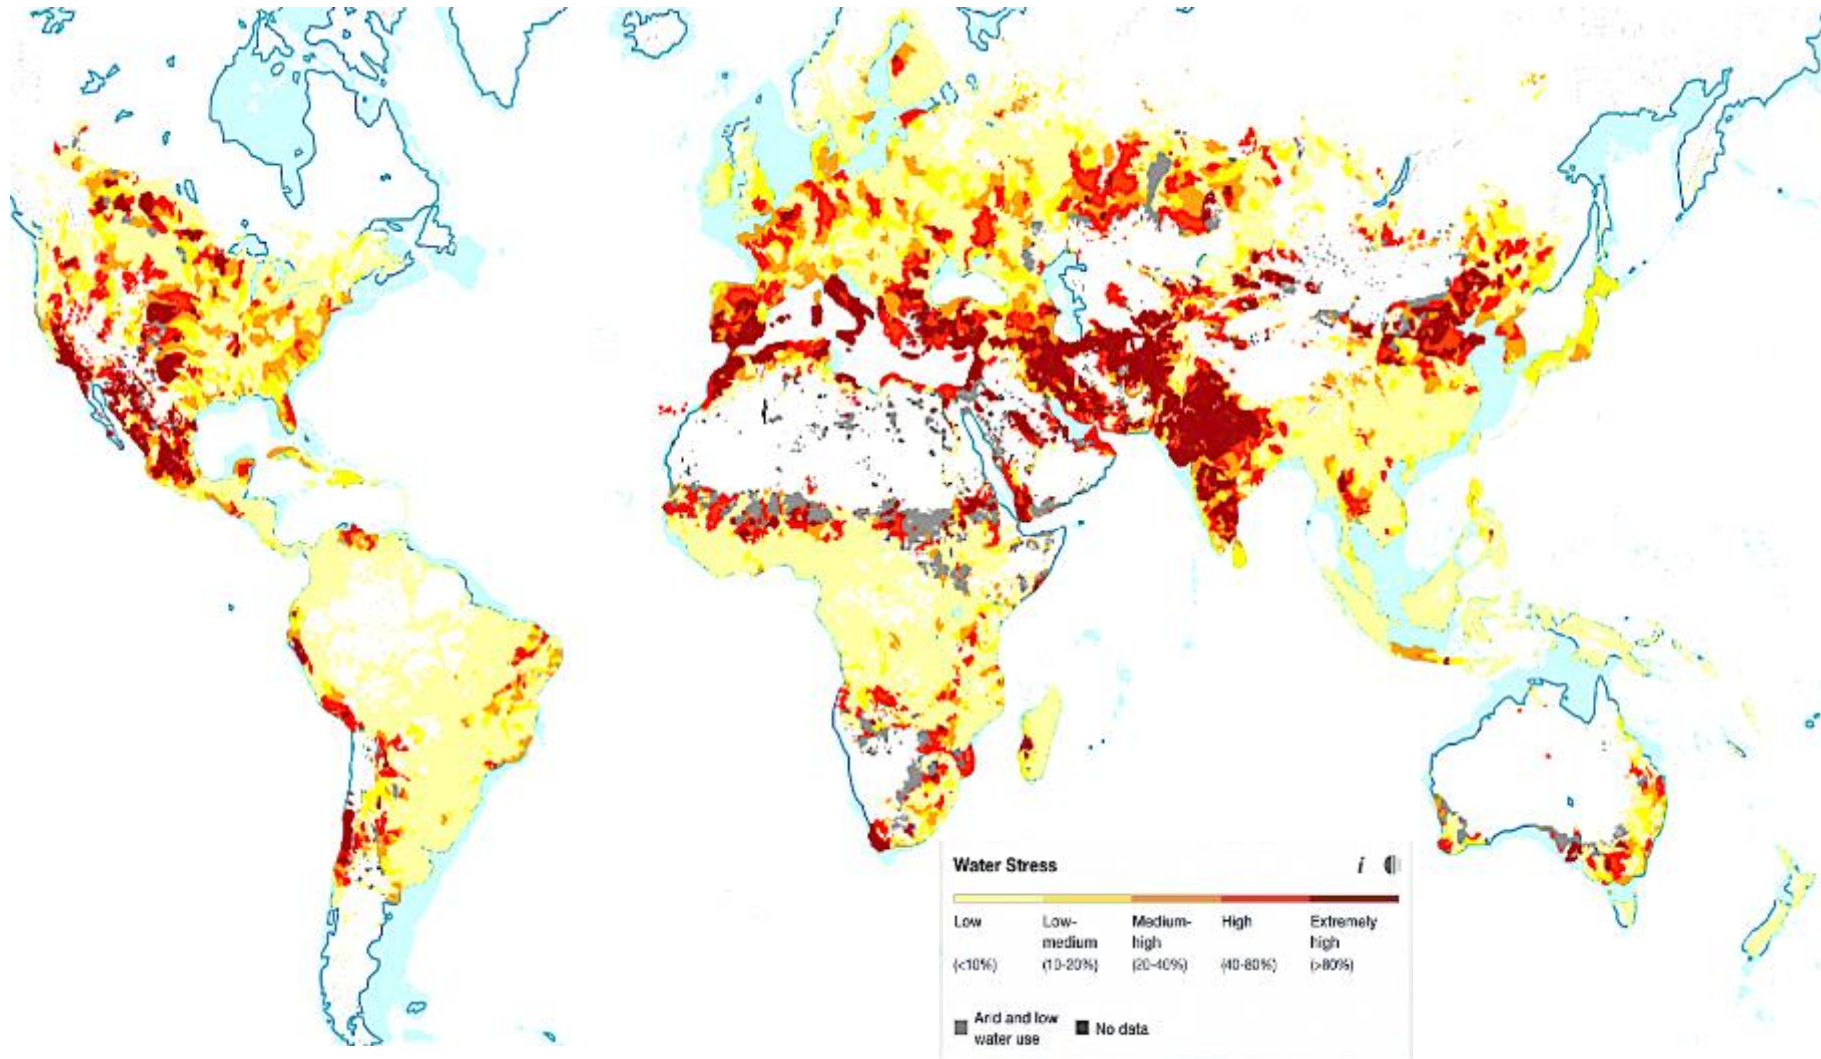 Water Stress i
Low Low- Medium- High Extremely
medium high high
(<10%) (10-20%) (20-40%) (40-80%) (>80%)
Arid and low No data
water use